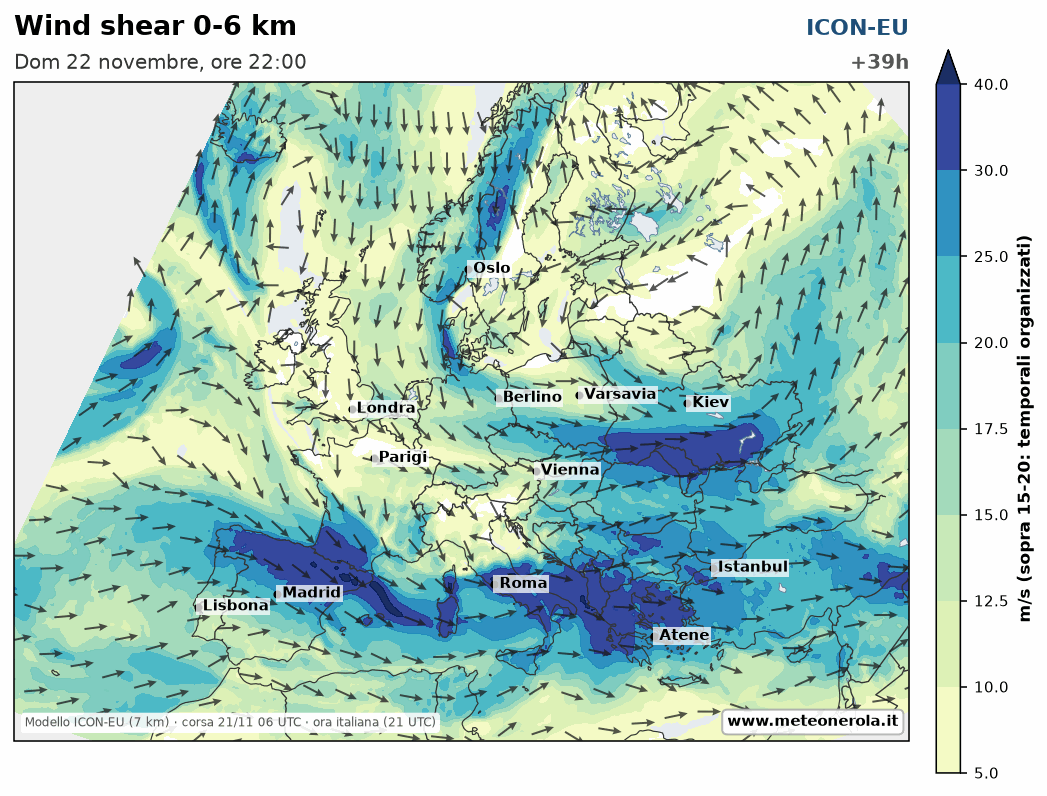 Wind shear 0-6 km
ICON-EU
Dom 22 novembre, ore 22:00
+39h
40.0
30.0
25.0
20.0
17.5
15.0
12.5
10.0
5.0
m/s (sopra 15-20: temporali organizzati)
Oslo
Berlino
Varsavia
Kiev
Londra
Parigi
Vienna
Istanbul
Roma
Madrid
Lisbona
Atene
Modello ICON-EU (7 km) · corsa 21/11 06 UTC · ora italiana (21 UTC)
www.meteonerola.it